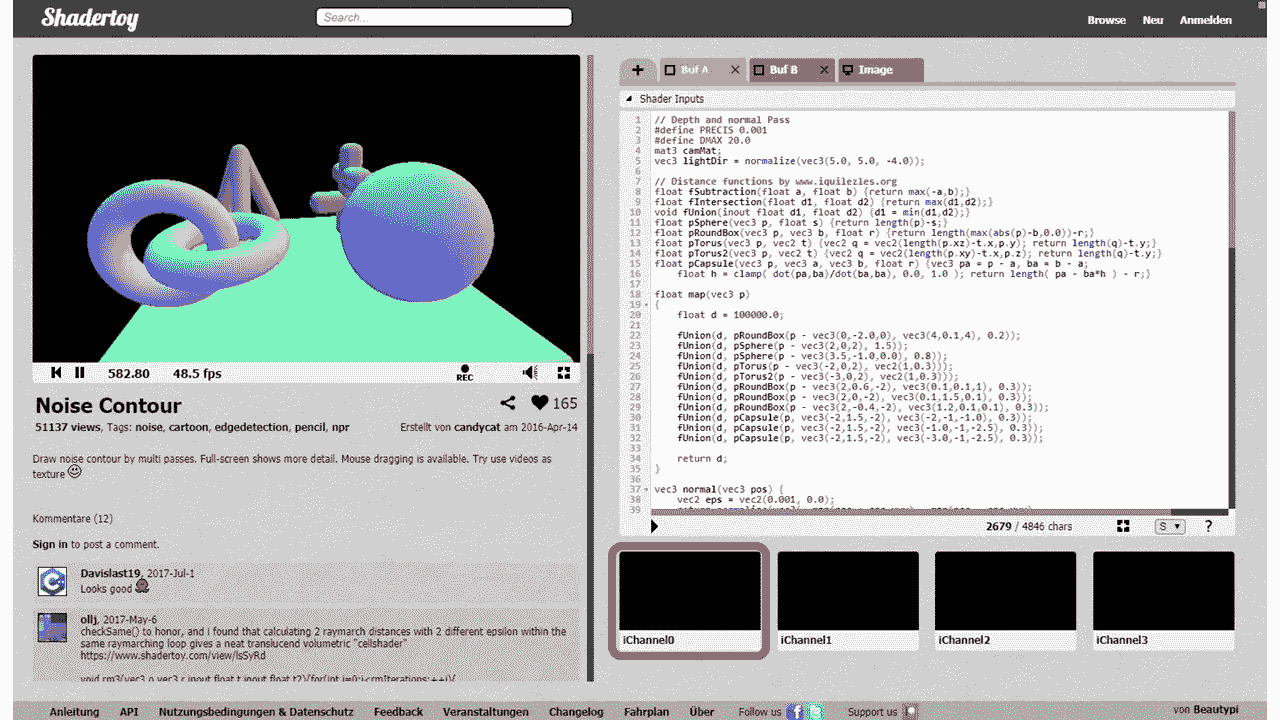 Shadertoy
Search...
Browse Neu Anmelden
582.80 48.5 fps
REC
Noise Contour
165
51137 views, Tags: noise, cartoon, edgedetection, pencil, npr
Erstellt von candycat am 2016-Apr-14
Draw noise contour by multi passes. Full-screen shows more detail. Mouse dragging is available. Try use videos as
texture
Kommentare (12)
Sign in to post a comment.
Davislast19, 2017-Jul-1
Looks good
olij, 2017-May-6
checkSame() to honor, and i found that calculating 2 raymarch distances with 2 different epsilon within the
same raymarching loop gives a neat translucend volumetric "cellshader"
https://www.shadertoy.com/view/lsSyRd
void rm3(vec3 o,vec3 r,inout float t,inout float t2){for(int i=0;i<rmIterations;++i){
+ Buf A Buf B Image
Shader Inputs
1 // Depth and normal Pass
2 #define PRECIS 0.001
3 #define DMAX 20.0
4 mat3 camMat;
5 vec3 lightDir = normalize(vec3(5.0, 5.0, -4.0));
6
7 // Distance functions by www.iquilezles.org
8 float fSubtraction(float a, float b) {return max(-a,b);}
9 float fIntersection(float d1, float d2) {return max(d1,d2);}
10 void fUnion(inout float d1, float d2) {d1 = min(d1,d2);}
11 float pSphere(vec3 p, float s) {return length(p)-s;}
12 float pRoundBox(vec3 p, vec3 b, float r) {return length(max(abs(p)-b,0.0))-r;}
13 float pTorus(vec3 p, vec2 t) {vec2 q = vec2(length(p.xz)-t.x,p.y); return length(q)-t.y;}
14 float pTorus2(vec3 p, vec2 t) {vec2 q = vec2(length(p.xy)-t.x,p.z); return length(q)-t.y;}
15 float pCapsule(vec3 p, vec3 a, vec3 b, float r) {vec3 pa = p - a, ba = b - a;
16 float h = clamp( dot(pa,ba)/dot(ba,ba), 0.0, 1.0 ); return length( pa - ba*h ) - r;}
17
18 float map(vec3 p)
19 {
20 float d = 100000.0;
21
22 fUnion(d, pRoundBox(p - vec3(0,-2.0,0), vec3(4,0.1,4), 0.2));
23 fUnion(d, pSphere(p - vec3(2,0,2), 1.5));
24 fUnion(d, pSphere(p - vec3(3.5,-1.0,0.0), 0.8));
25 fUnion(d, pTorus(p - vec3(-2,0,2), vec2(1,0.3)));
26 fUnion(d, pTorus2(p - vec3(-3,0,2), vec2(1,0.3)));
27 fUnion(d, pRoundBox(p - vec3(2,0.6,-2), vec3(0.1,0.1,1), 0.3));
28 fUnion(d, pRoundBox(p - vec3(2,0,-2), vec3(0.1,1.5,0.1), 0.3));
29 fUnion(d, pRoundBox(p - vec3(2,-0.4,-2), vec3(1.2,0.1,0.1), 0.3));
30 fUnion(d, pCapsule(p, vec3(-2,1.5,-2), vec3(-2,-1,-1.0), 0.3));
31 fUnion(d, pCapsule(p, vec3(-2,1.5,-2), vec3(-1.0,-1,-2.5), 0.3));
32 fUnion(d, pCapsule(p, vec3(-2,1.5,-2), vec3(-3.0,-1,-2.5), 0.3));
33
34 return d;
35 }
36
37 vec3 normal(vec3 pos) {
38 vec2 eps = vec2(0.001, 0.0);
39
2679 / 4846 chars
S
?
iChannel0 iChannel1 iChannel2 iChannel3
Anleitung API Nutzungsbedingungen & Datenschutz Feedback Veranstaltungen Changelog Fahrplan Über Follow us Support us von Beautypi